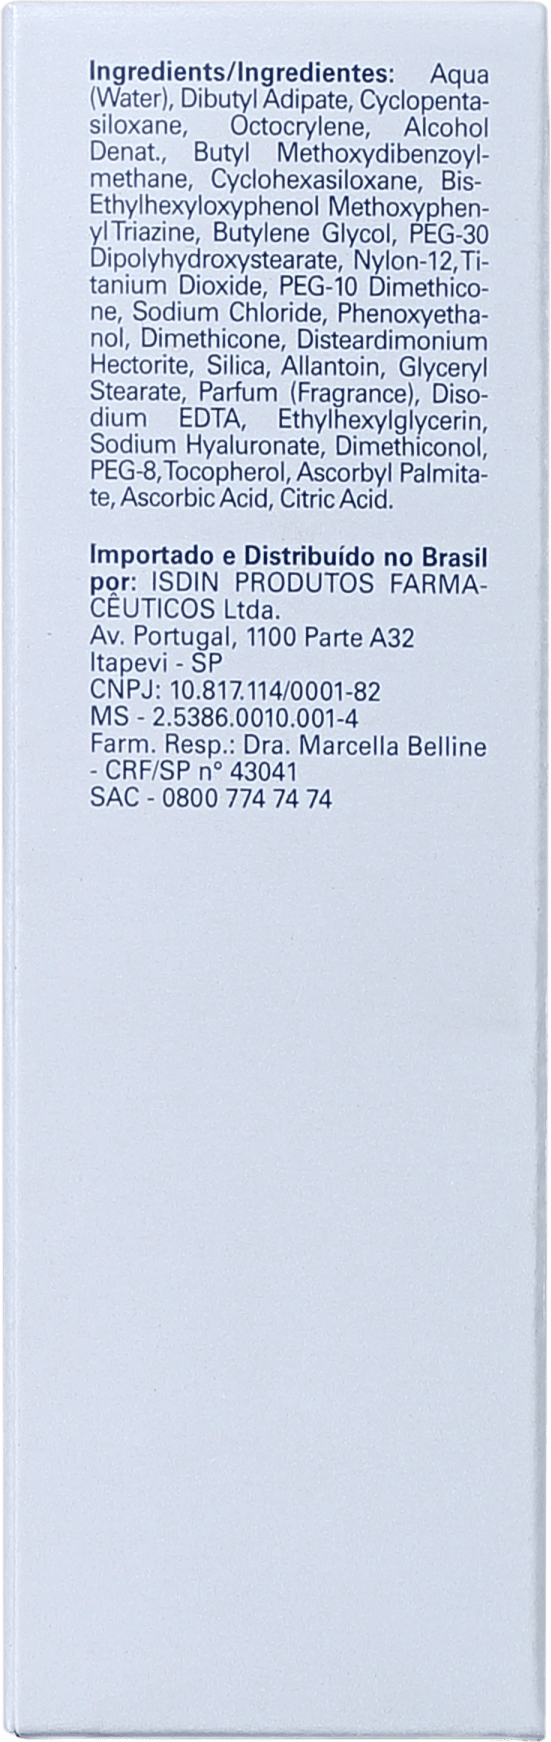 Ingredients/Ingredientes: Aqua
(Water), Dibutyl Adipate, Cyclopenta-
siloxane, Octocrylene, Alcohol
Denat., Butyl Methoxydibenzoyl-
methane, Cyclohexasiloxane, Bis-
Ethylhexyloxyphenol Methoxyphen-
yl Triazine, Butylene Glycol, PEG-30
Dipolyhydroxystearate, Nylon-12, Ti-
tanium Dioxide, PEG-10 Dimethico-
ne, Sodium Chloride, Phenoxyetha-
nol, Dimethicone, Disteardimonium
Hectorite, Silica, Allantoin, Glyceryl
Stearate, Parfum (Fragrance), Diso-
dium EDTA, Ethylhexylglycerin,
Sodium Hyaluronate, Dimethiconol,
PEG-8, Tocopherol, Ascorbyl Palmita-
te, Ascorbic Acid, Citric Acid.
Importado e Distribuído no Brasil
por: ISDIN PRODUTOS FARMA-
CÊUTICOS Ltda.
Av. Portugal, 1100 Parte A32
Itapevi - SP
CNPJ: 10.817.114/0001-82
MS - 2.5386.0010.001-4
Farm. Resp.: Dra. Marcella Belline
- CRF/SP nº 43041
SAC - 0800 774 74 74